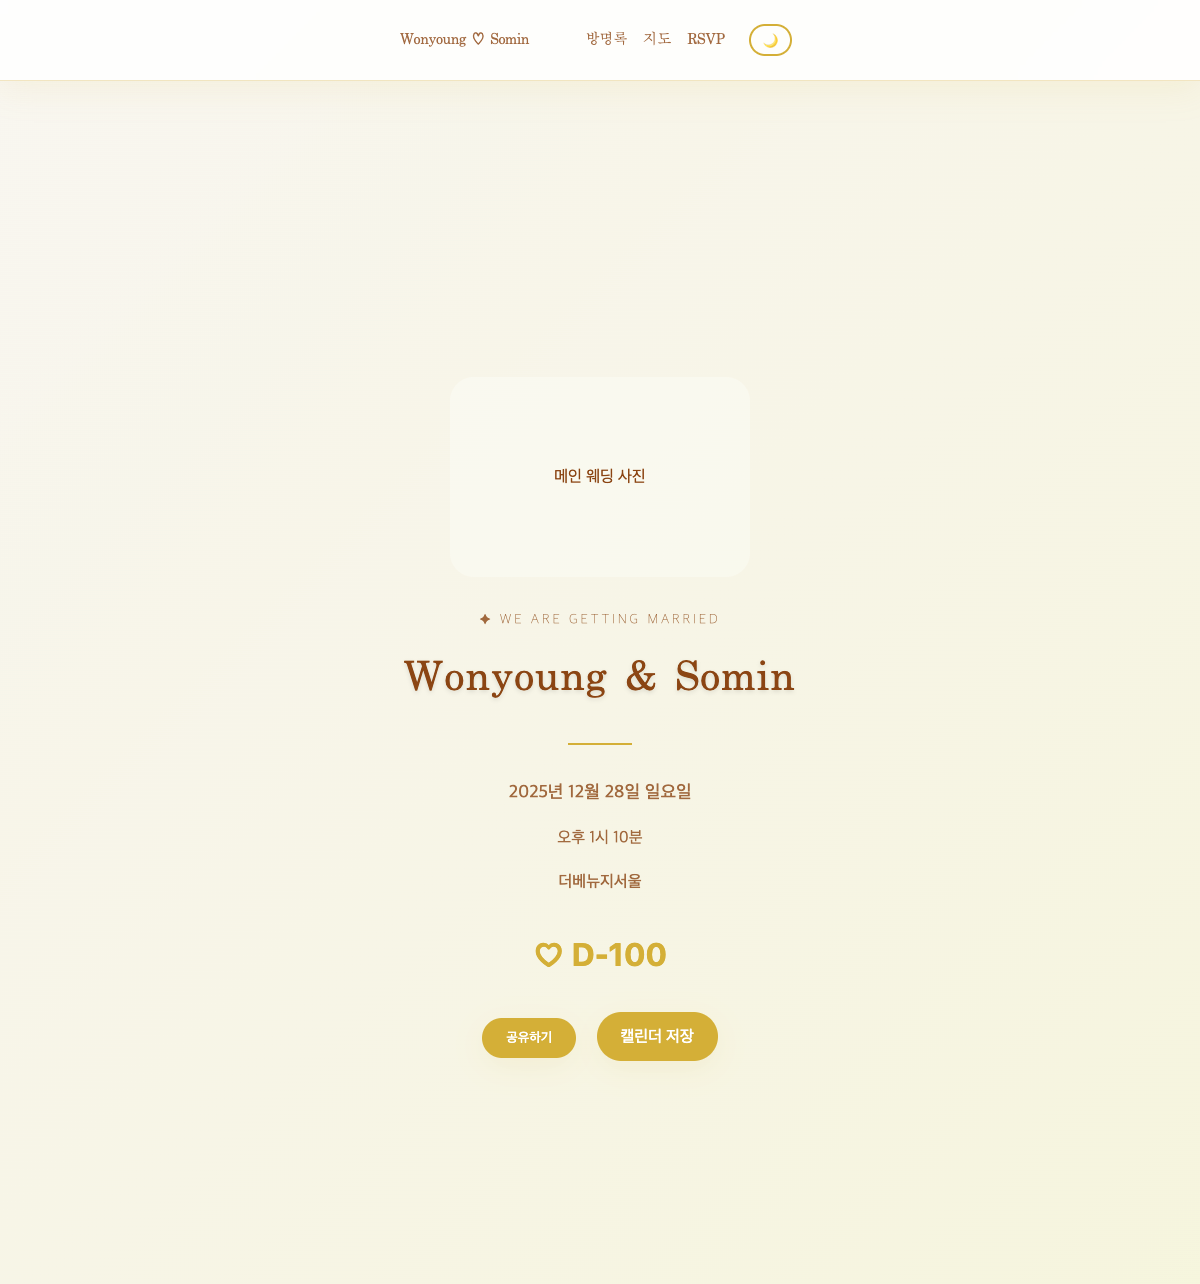 Wonyoung ♡ Somin 방명록 지도 RSVP 🌙
메인 웨딩 사진
✦ WE ARE GETTING MARRIED
Wonyoung & Somin
2025년 12월 28일 일요일
오후 1시 10분
더베뉴지서울
♡ D-100
공유하기 캘린더 저장